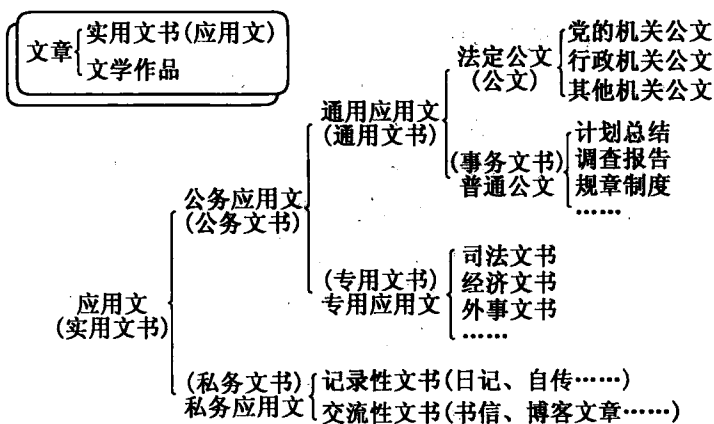 文章
实用文书(应用文)
文学作品
应用文
(实用文书)
公务应用文
(公务文书)
通用应用文
(通用文书)
法定公文
(公文)
党的机关公文
行政机关公文
其他机关公文
(事务文书)
普通公文
计划总结
调查报告
规章制度
……
(专用文书)
专用应用文
司法文书
经济文书
外事文书
……
(私务文书)
私务应用文
记录性文书(日记、自传……)
交流性文书(书信、博客文章……)